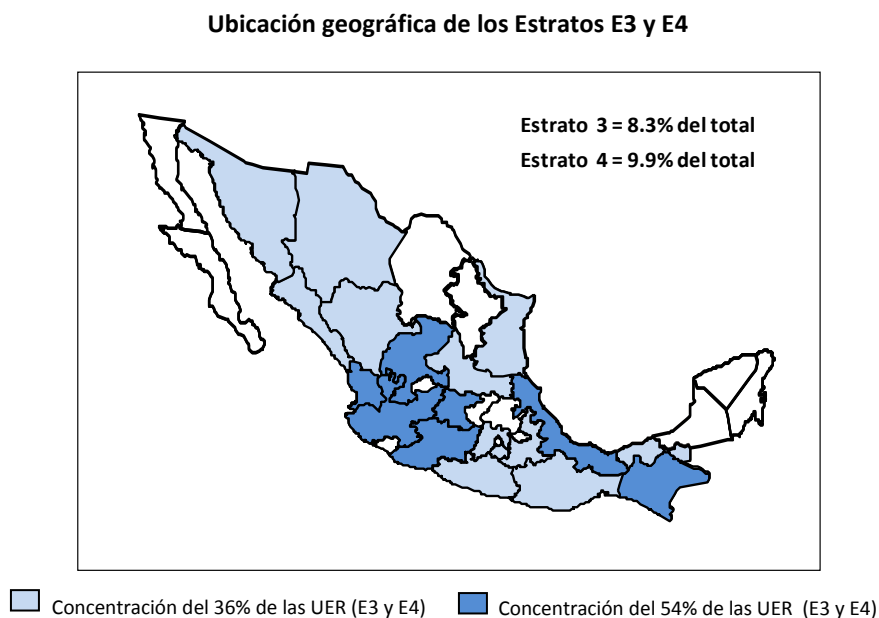 Ubicación geográfica de los Estratos E3 y E4
Estrato 3 = 8.3% del total
Estrato 4 = 9.9% del total
Concentración del 36% de las UER (E3 y E4)
Concentración del 54% de las UER (E3 y E4)